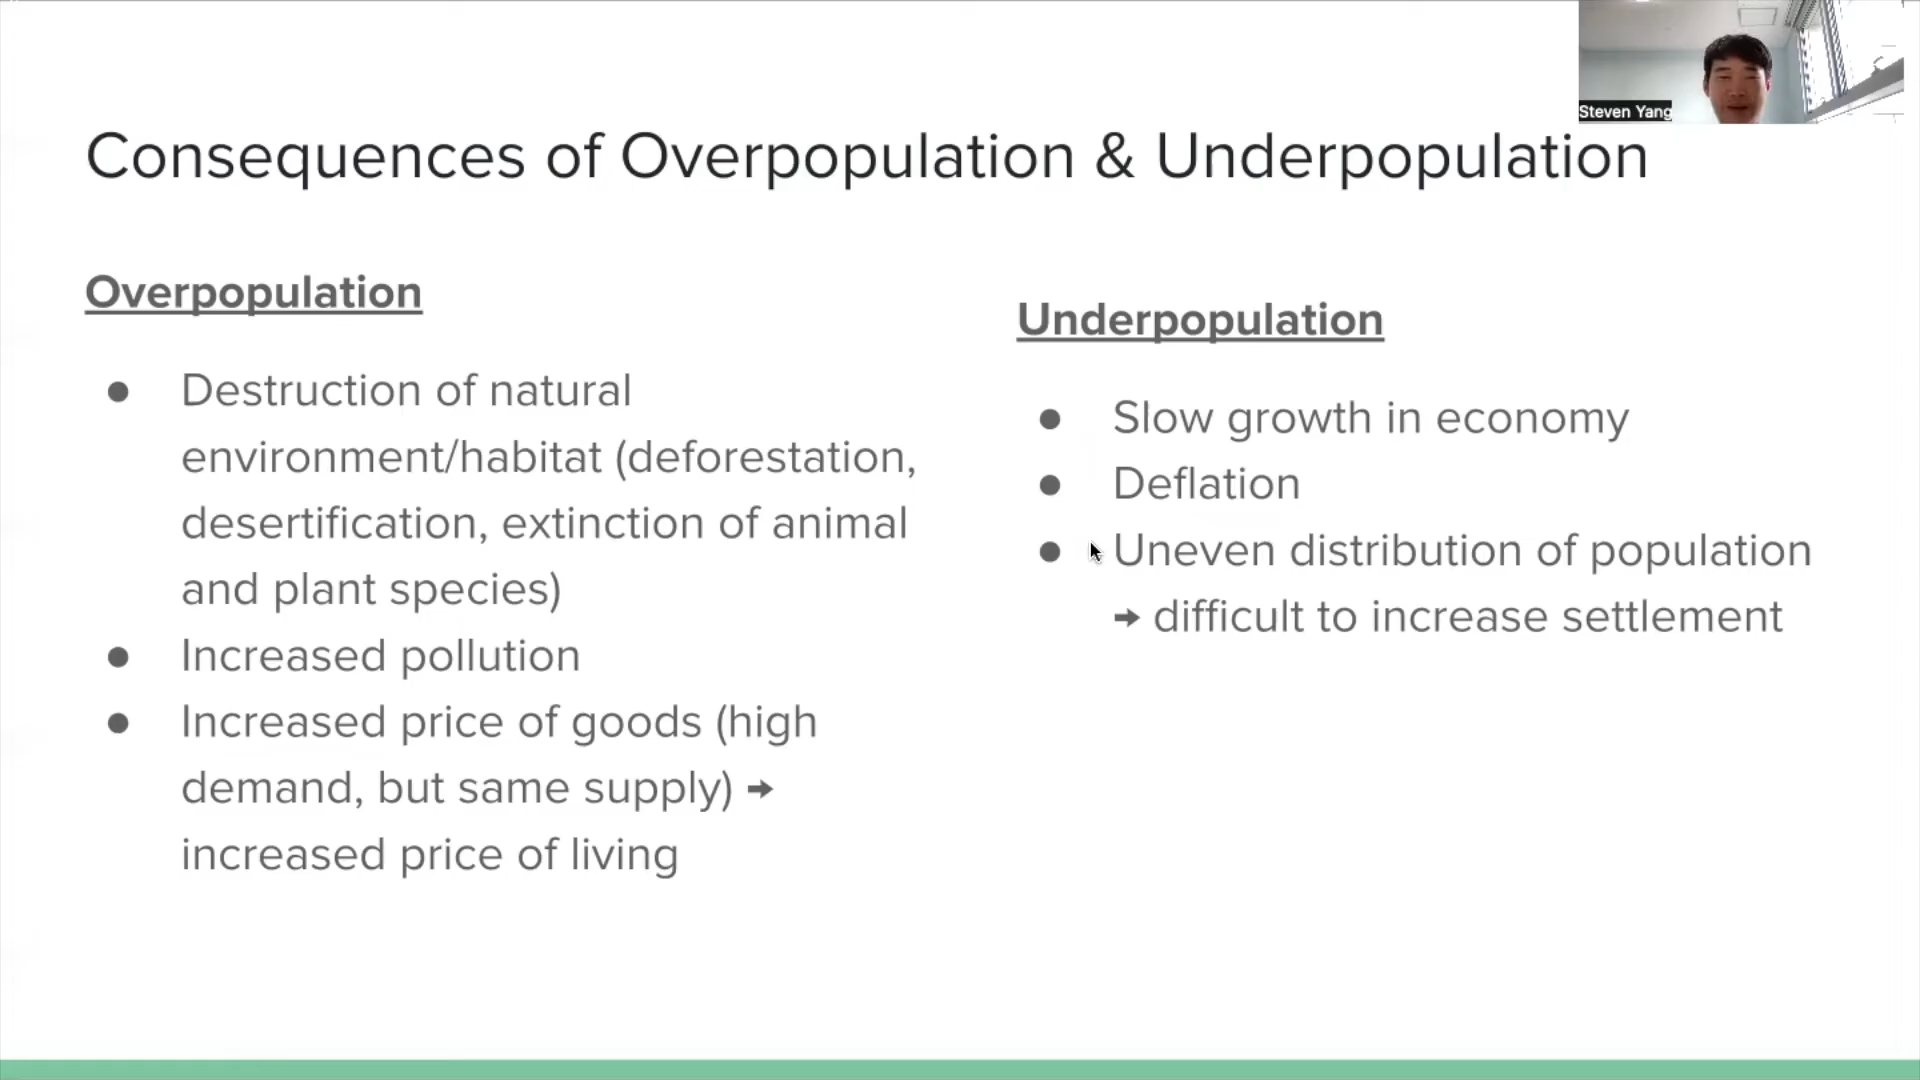 Steven Yang
Consequences of Overpopulation & Underpopulation
Overpopulation
● Destruction of natural
environment/habitat (deforestation,
desertification, extinction of animal
and plant species)
● Increased pollution
● Increased price of goods (high
demand, but same supply) →
increased price of living
Underpopulation
● Slow growth in economy
● Deflation
● Uneven distribution of population
→ difficult to increase settlement